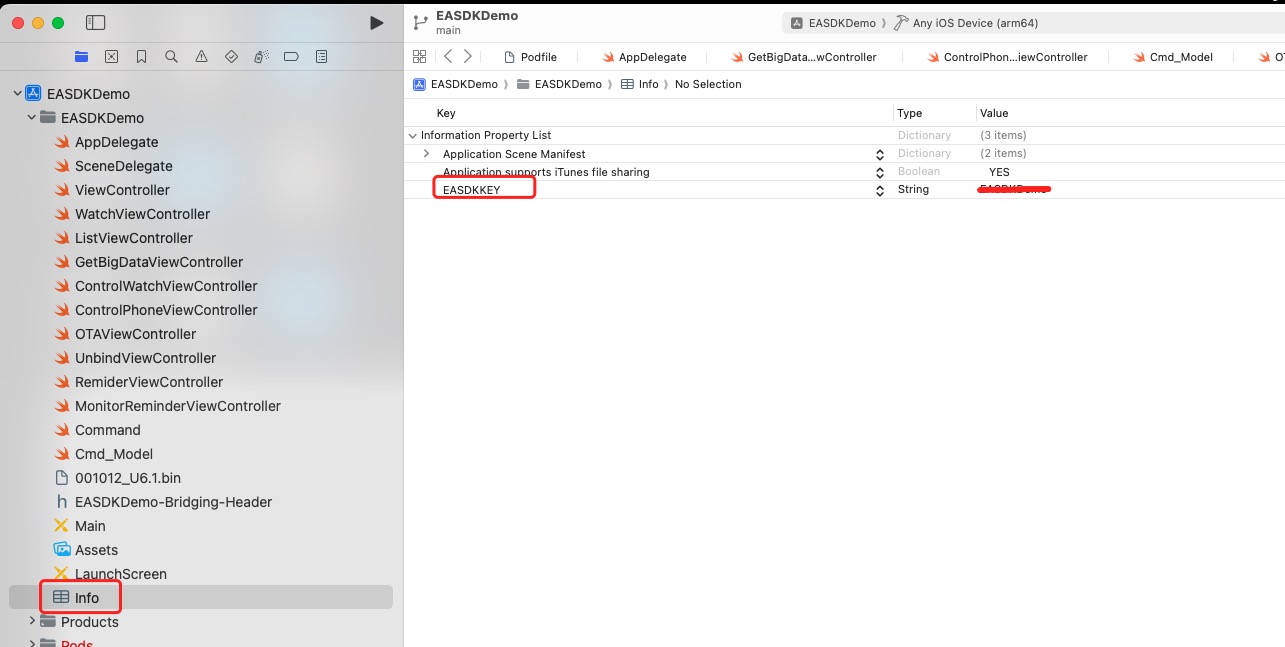 EASDKDemo
main
EASDKDemo
Any iOS Device (arm64)
Podfile
AppDelegate
GetBigData...wController
ControlPhon...iewController
Cmd_Model
EASDKDemo
EASDKDemo
Info
No Selection
EASDKDemo
EASDKDemo
AppDelegate
SceneDelegate
ViewController
WatchViewController
ListViewController
GetBigDataViewController
ControlWatchViewController
ControlPhoneViewController
OTAViewController
UnbindViewController
RemiderViewController
MonitorReminderViewController
Command
Cmd_Model
001012_U6.1.bin
h EASDKDemo-Bridging-Header
Main
Assets
LaunchScreen
Info
Products
Pods
Key Type Value
Information Property List Dictionary (3 items)
Application Scene Manifest Dictionary (2 items)
Application supports iTunes file sharing Boolean YES
EASDKKEY String